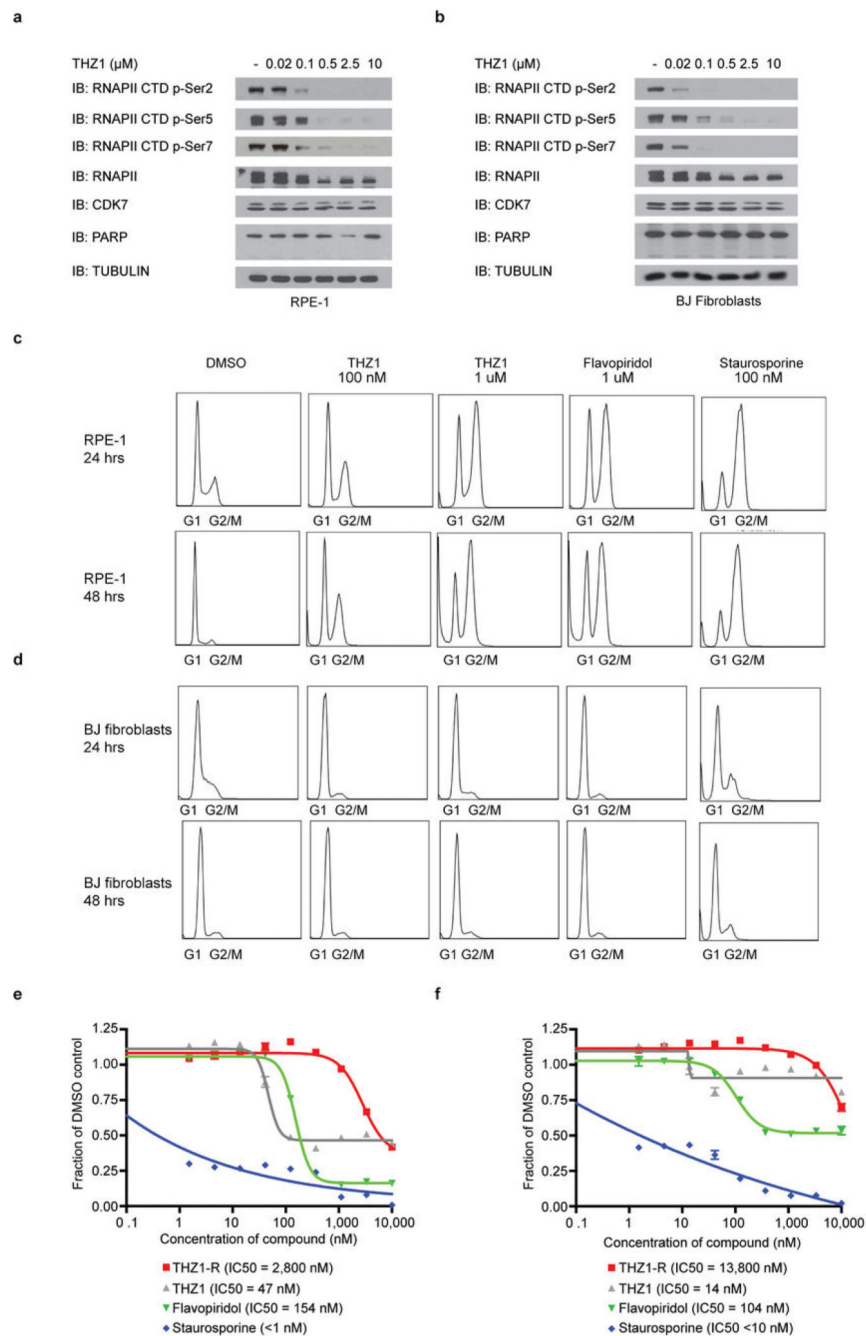 a
THZ1 (µM) - 0.02 0.1 0.5 2.5 10
IB: RNAPII CTD p-Ser2
IB: RNAPII CTD p-Ser5
IB: RNAPII CTD p-Ser7
IB: RNAPII
IB: CDK7
IB: PARP
IB: TUBULIN
RPE-1
b
THZ1 (µM) - 0.02 0.1 0.5 2.5 10
IB: RNAPII CTD p-Ser2
IB: RNAPII CTD p-Ser5
IB: RNAPII CTD p-Ser7
IB: RNAPII
IB: CDK7
IB: PARP
IB: TUBULIN
BJ Fibroblasts
c
DMSO THZ1 THZ1 Flavopiridol Staurosporine
100 nM 1 uM 1 uM 100 nM
RPE-1
24 hrs
G1 G2/M G1 G2/M G1 G2/M G1 G2/M G1 G2/M
RPE-1
48 hrs
G1 G2/M G1 G2/M G1 G2/M G1 G2/M G1 G2/M
d
BJ fibroblasts
24 hrs
G1 G2/M G1 G2/M G1 G2/M G1 G2/M G1 G2/M
BJ fibroblasts
48 hrs
G1 G2/M G1 G2/M G1 G2/M G1 G2/M G1 G2/M
e
Fraction of DMSO control
1.25
1.00
0.75
0.50
0.25
0.00
0 .1 1 10 100 1,000 10,000
Concentration of compound (nM)
THZ1-R (IC50 = 2,800 nM)
THZ1 (IC50 = 47 nM)
Flavopiridol (IC50 = 154 nM)
Staurosporine (<1 nM)
f
Fraction of DMSO control
1.25
1.00
0.75
0.50
0.25
0.00
0.1 1 10 100 1,000 10,000
Concentration of compound (nM)
THZ1-R (IC50 = 13,800 nM)
THZ1 (IC50 = 14 nM)
Flavopiridol (IC50 = 104 nM)
Staurosporine (IC50 <10 nM)